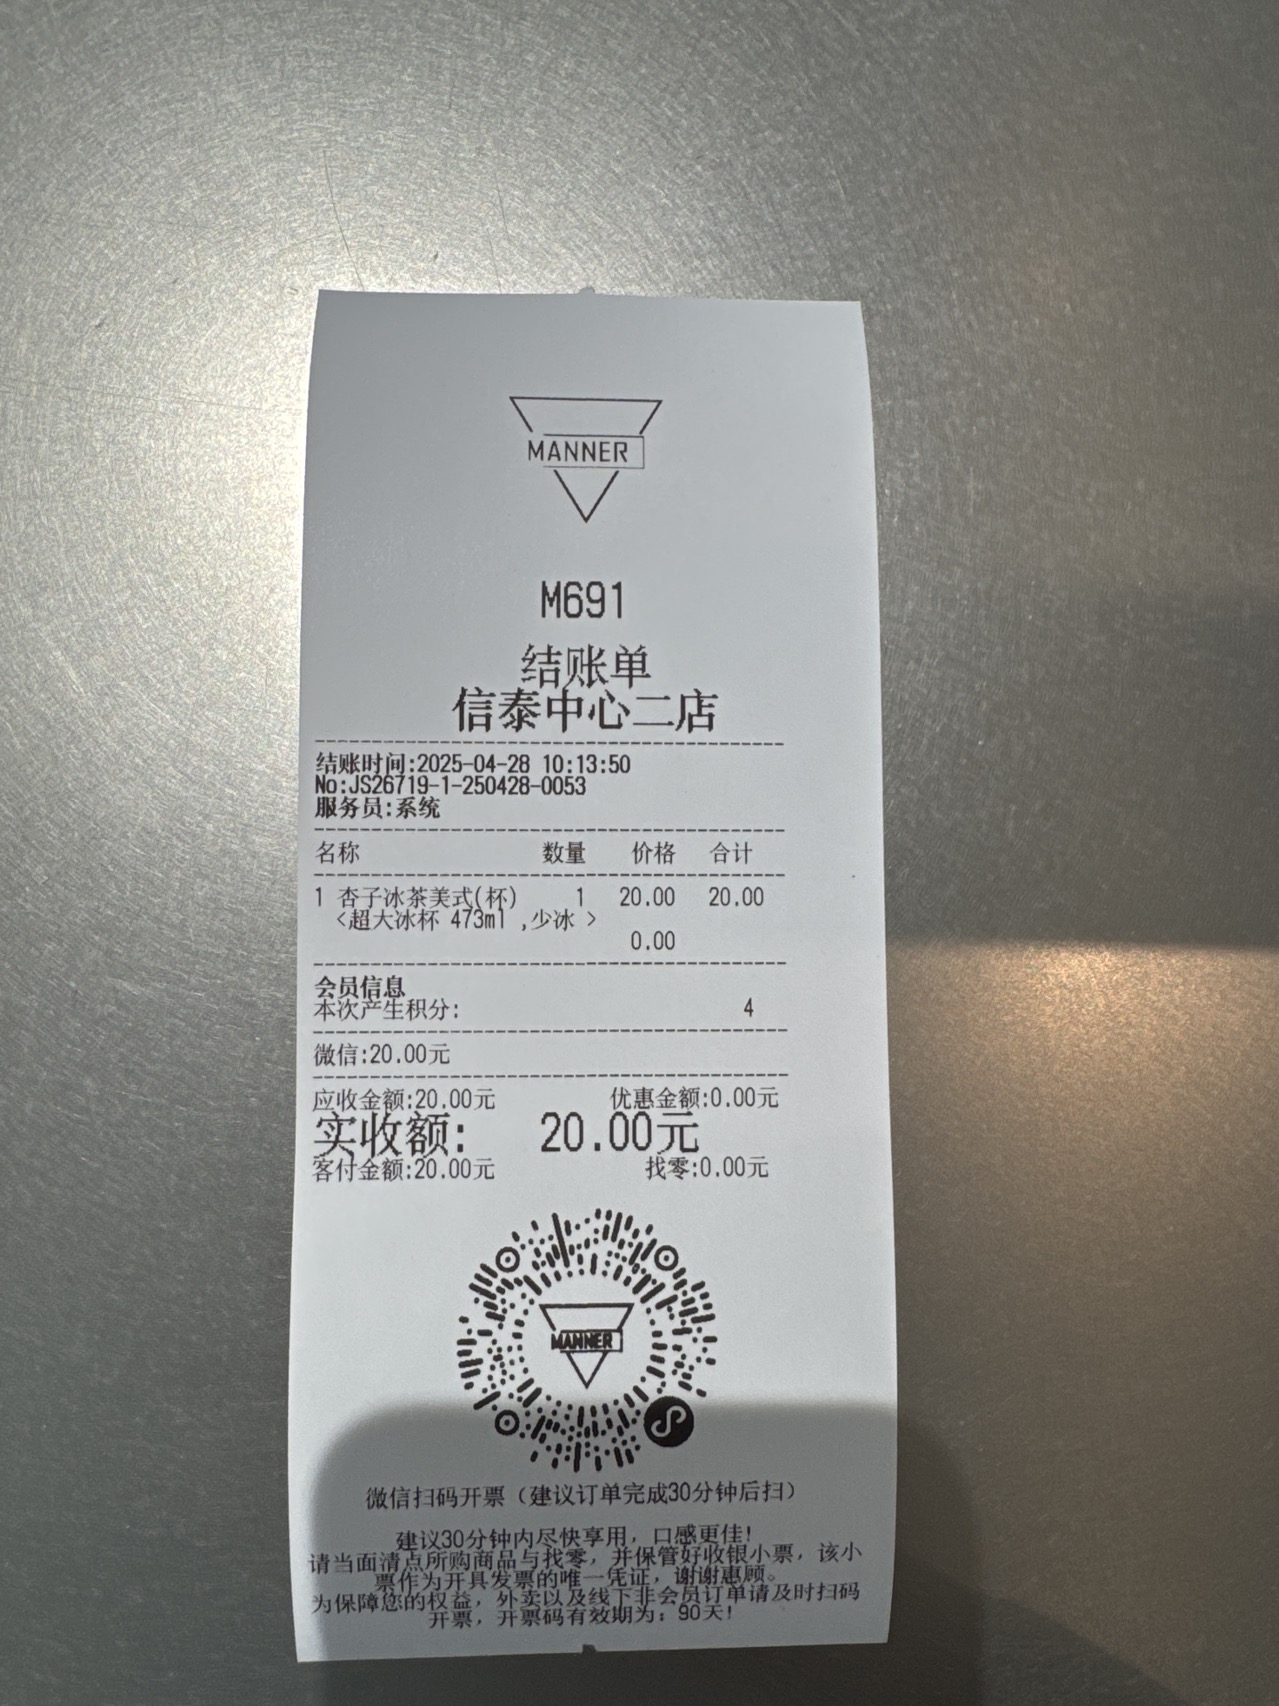 MANNER
M691
结账单
信泰中心二店
结账时间:2025-04-28 10:13:50
No:JS26719-1-250428-0053
服务员:系统
名称 数量 价格 合计
1 杏子冰茶美式(杯) 1 20.00 20.00
<超大冰杯 473ml ,少冰 >
0.00
会员信息
本次产生积分: 4
微信:20.00元
应收金额:20.00元 优惠金额:0.00元
实收额: 20.00元
客付金额:20.00元 找零:0.00元
MANNER
微信扫码开票（建议订单完成30分钟后扫）
建议30分钟内尽快享用，口感更佳!
请当面清点所购商品与找零，并保管好收银小票，该小
票作为开具发票的唯一凭证，谢谢惠顾。
为保障您的权益，外卖以及线下非会员订单请及时扫码
开票，开票码有效期为：90天!